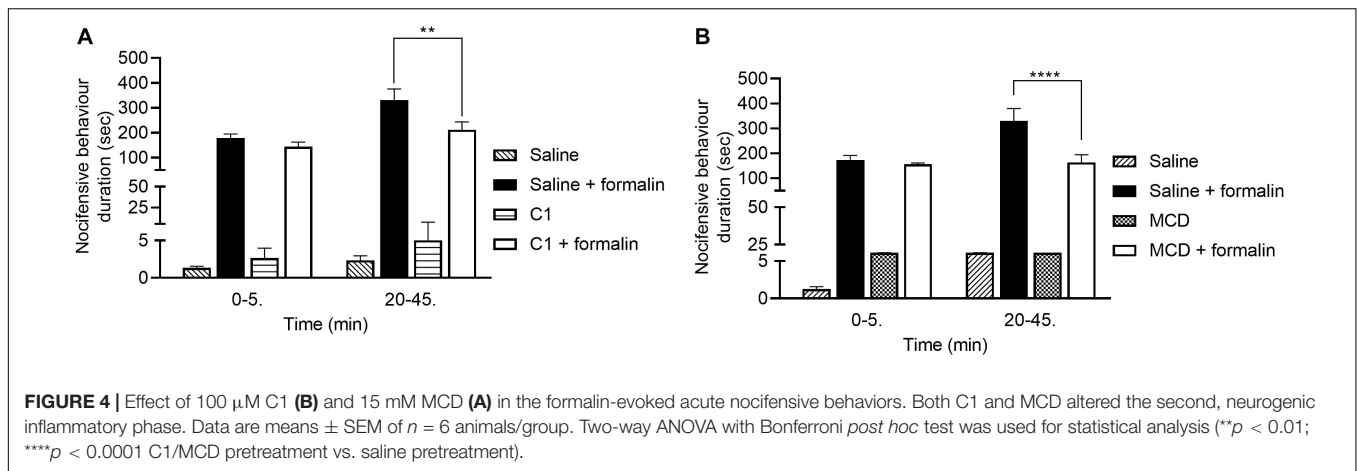 A
**
500
400
300
200
100
50
25
5
0
Nocifensive behaviour
duration (sec)
0-5.
20-45.
Time (min)
Saline
Saline + formalin
C1
C1 + formalin
B
****
500
400
300
200
100
50
25
5
0
Nocifensive behaviour
duration (sec)
0-5.
20-45.
Time (min)
Saline
Saline + formalin
MCD
MCD + formalin
FIGURE 4 | Effect of 100 μM C1 (B) and 15 mM MCD (A) in the formalin-evoked acute nocifensive behaviors. Both C1 and MCD altered the second, neurogenic
inflammatory phase. Data are means ± SEM of n = 6 animals/group. Two-way ANOVA with Bonferroni post hoc test was used for statistical analysis (**p < 0.01;
****p < 0.0001 C1/MCD pretreatment vs. saline pretreatment).